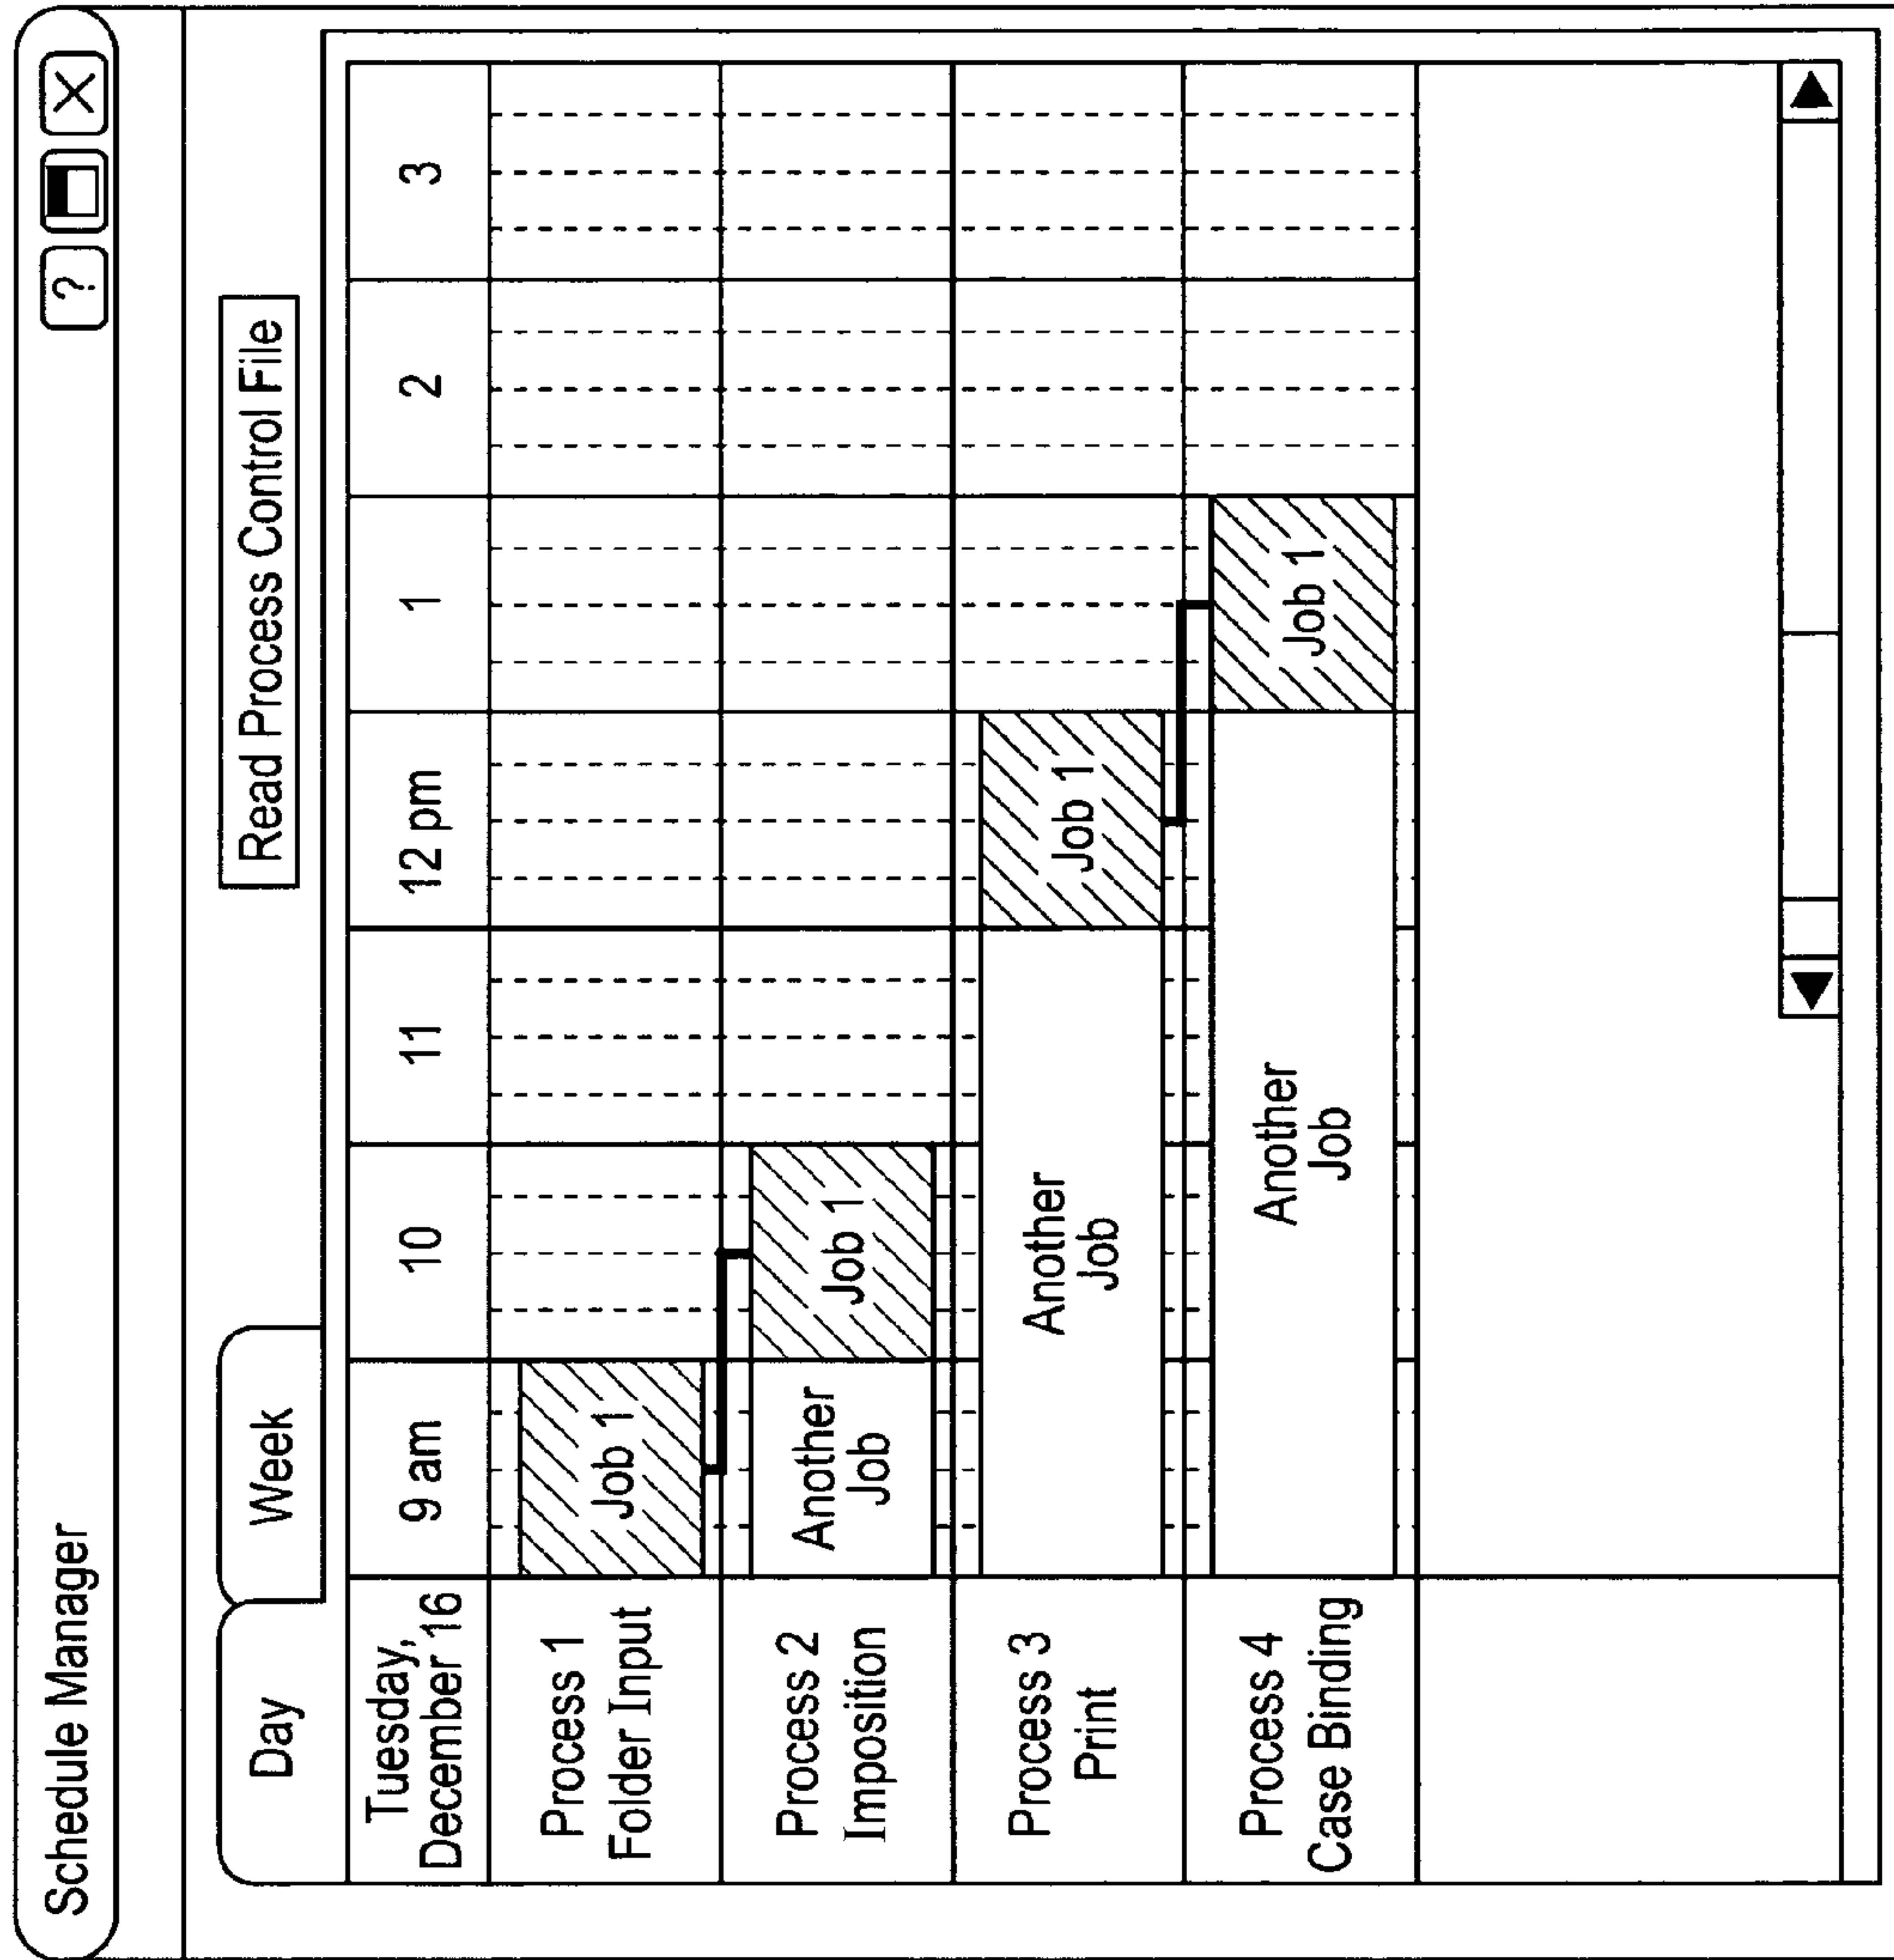 Schedule Manager
?
X
Day
Week
Read Process Control File
Tuesday,
December 16
9 am
10
11
12 pm
1
2
3
Process 1
Folder Input
Job 1
Process 2
Imposition
Another
Job
Job 1
Process 3
Print
Another
Job
Job 1
Process 4
Case Binding
Another
Job
Job 1